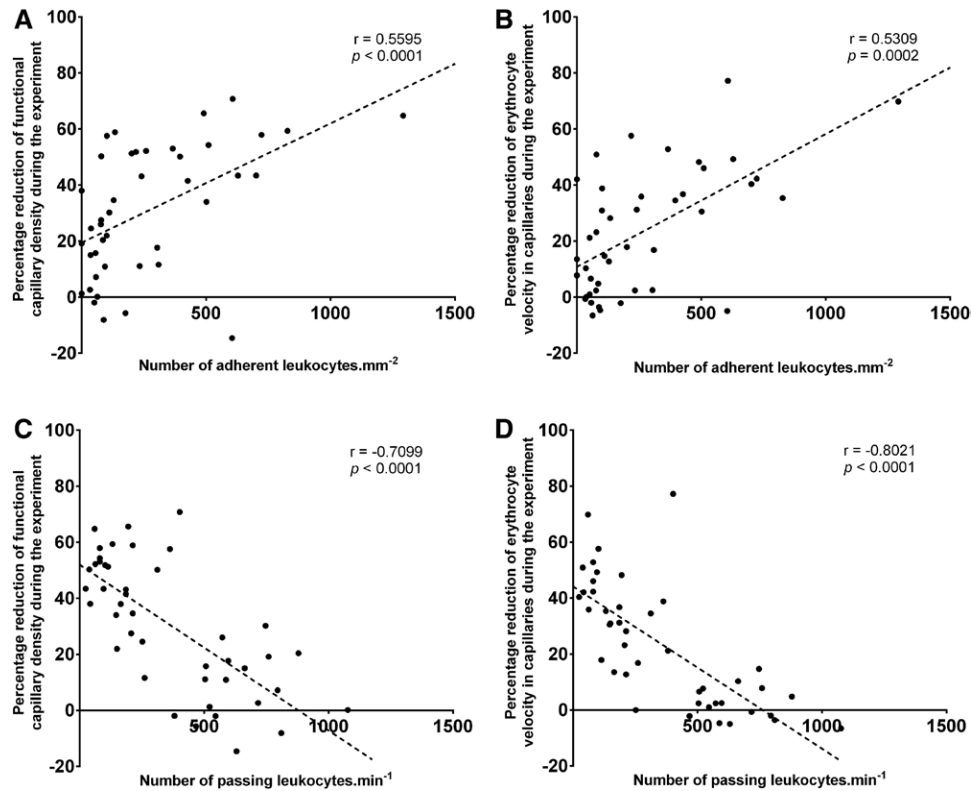 A
r = 0.5595
p < 0.0001
Percentage reduction of functional
capillary density during the experiment
100
80
60
40
20
0
-20
500
1000
1500
Number of adherent leukocytes.mm-2
B
r = 0.5309
p = 0.0002
Percentage reduction of erythrocyte
velocity in capillaries during the experiment
100
80
60
40
20
0
-20
500
1000
1500
Number of adherent leukocytes.mm-2
C
r = -0.7099
p < 0.0001
Percentage reduction of functional
capillary density during the experiment
100
80
60
40
20
0
-20
500
1000
1500
Number of passing leukocytes.min-1
D
r = -0.8021
p < 0.0001
Percentage reduction of erythrocyte
velocity in capillaries during the experiment
100
80
60
40
20
0
-20
500
1000
1500
Number of passing leukocytes.min-1